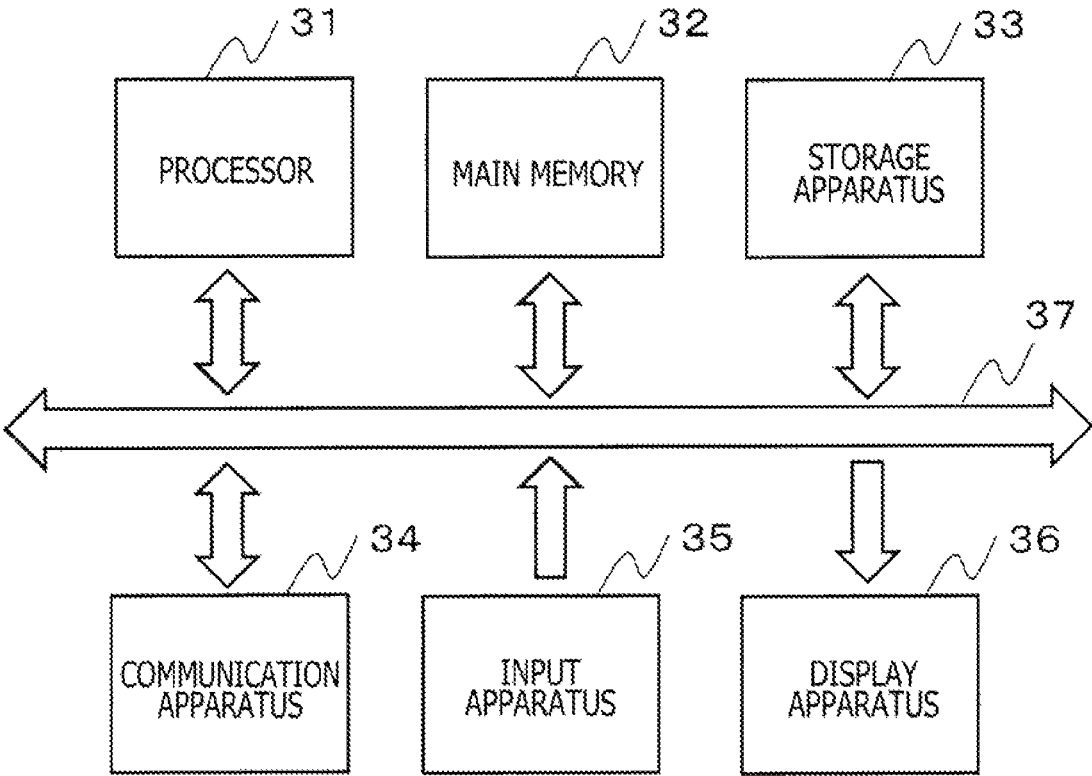 31
32
33
PROCESSOR
MAIN MEMORY
STORAGE
APPARATUS
37
34
35
36
COMMUNICATION
APPARATUS
INPUT
APPARATUS
DISPLAY
APPARATUS